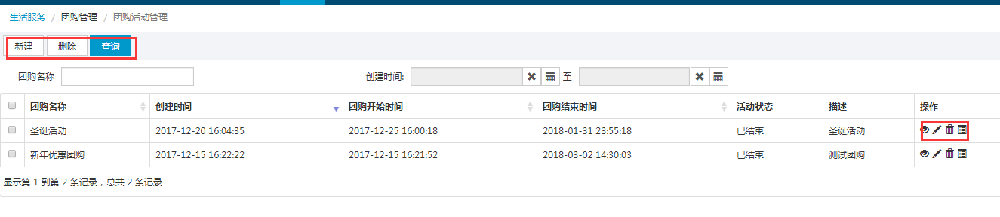 生活服务 / 团购管理 / 团购活动管理
新建 删除 查询
团购名称 创建时间: 至
团购名称 创建时间 团购开始时间 团购结束时间 活动状态 描述 操作
圣诞活动 2017-12-20 16:04:35 2017-12-25 16:00:18 2018-01-31 23:55:18 已结束 圣诞活动
新年优惠团购 2017-12-15 16:22:22 2017-12-15 16:21:52 2018-03-02 14:30:03 已结束 测试团购
显示第 1 到第 2 条记录，总共 2 条记录